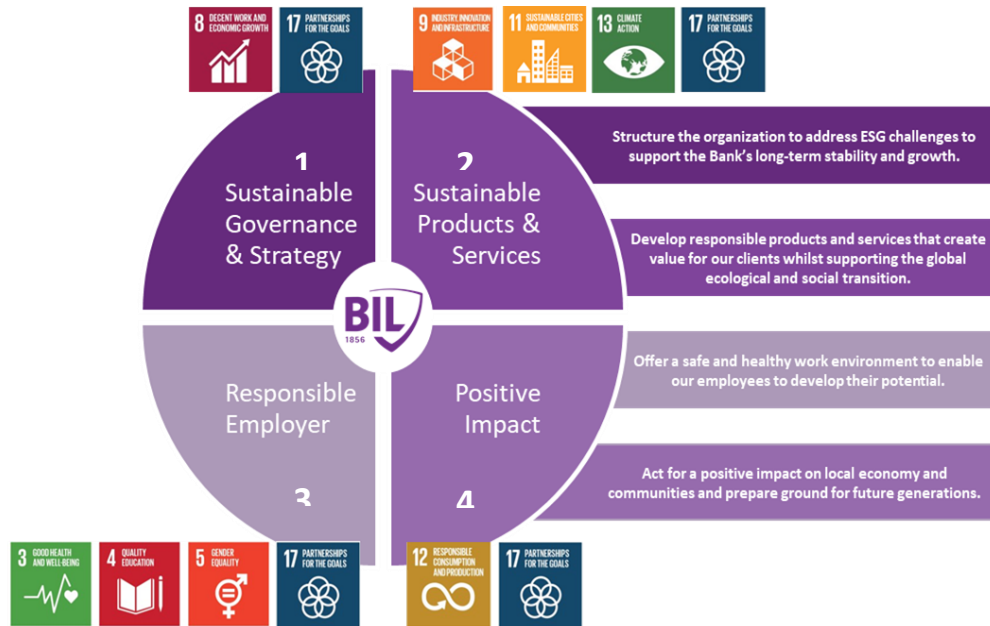 8 DECENT WORK AND
ECONOMIC GROWTH
17 PARTNERSHIPS
FOR THE GOALS
9 INDUSTRY, INNOVATION
AND INFRASTRUCTURE
11 SUSTAINABLE CITIES
AND COMMUNITIES
13 CLIMATE
ACTION
17 PARTNERSHIPS
FOR THE GOALS
1
Sustainable
Governance
& Strategy
2
Sustainable
Products &
Services
Structure the organization to address ESG challenges to
support the Bank's long-term stability and growth.
Develop responsible products and services that create
value for our clients whilst supporting the global
ecological and social transition.
BIL
1856
Responsible
Employer
3
Positive
Impact
4
Offer a safe and healthy work environment to enable
our employees to develop their potential.
Act for a positive impact on local economy and
communities and prepare ground for future generations.
3 GOOD HEALTH
AND WELL-BEING
4 QUALITY
EDUCATION
5 GENDER
EQUALITY
17 PARTNERSHIPS
FOR THE GOALS
12 RESPONSIBLE
CONSUMPTION
AND PRODUCTION
17 PARTNERSHIPS
FOR THE GOALS